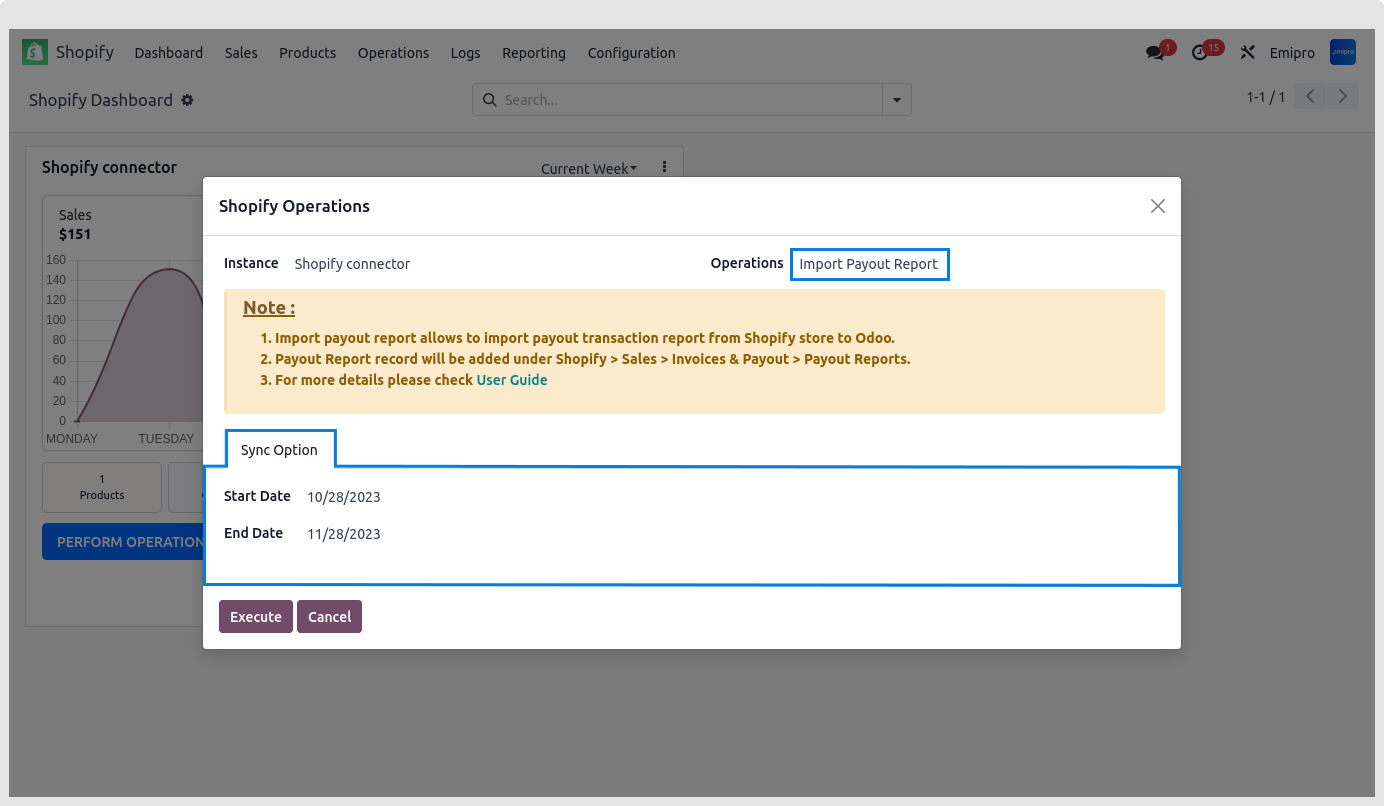 Shopify Dashboard Sales Products Operations Logs Reporting Configuration 1 15 Emipro
Shopify Dashboard Search... 1-1 / 1
Shopify connector Current Week
Sales
$151
160
140
120
100
80
60
40
20
0
MONDAY TUESDAY
1
Products
PERFORM OPERATION
Shopify Operations
Instance Shopify connector Operations Import Payout Report
Note :
1. Import payout report allows to import payout transaction report from Shopify store to Odoo.
2. Payout Report record will be added under Shopify > Sales > Invoices & Payout > Payout Reports.
3. For more details please check User Guide
Sync Option
Start Date 10/28/2023
End Date 11/28/2023
Execute Cancel